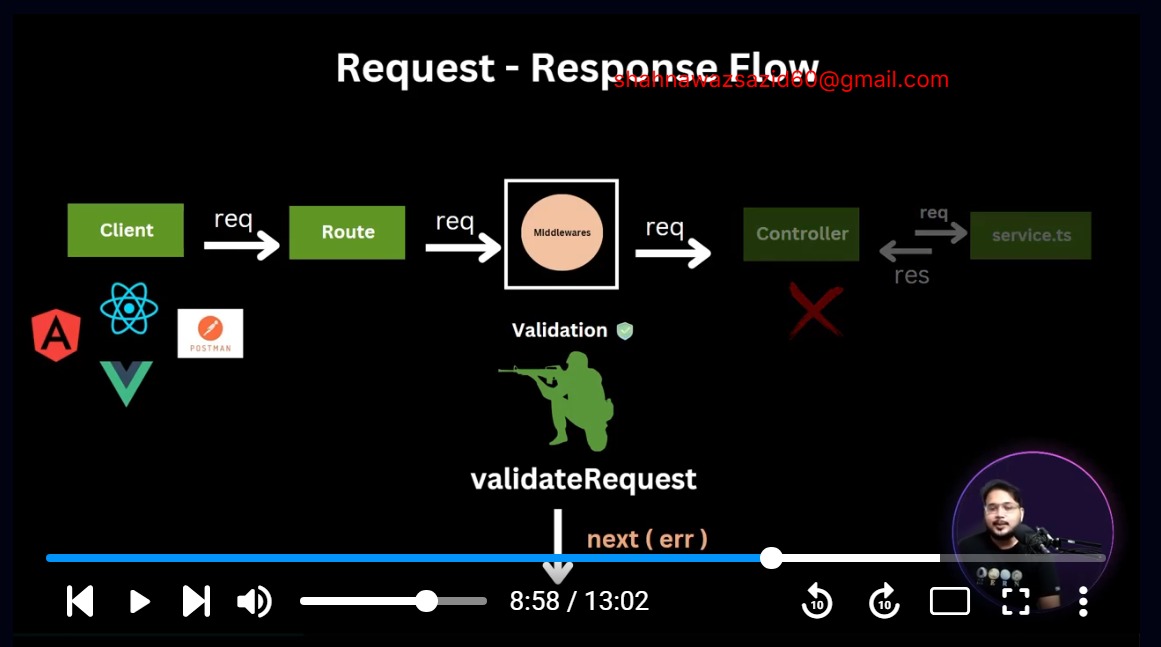 Request - Response Flow
shahnawazsazid60@gmail.com
Client
req
Route
req
Middlewares
req
Controller
req
res
service.ts
POSTMAN
Validation
validateRequest
next ( err )
8:58 / 13:02
10
10